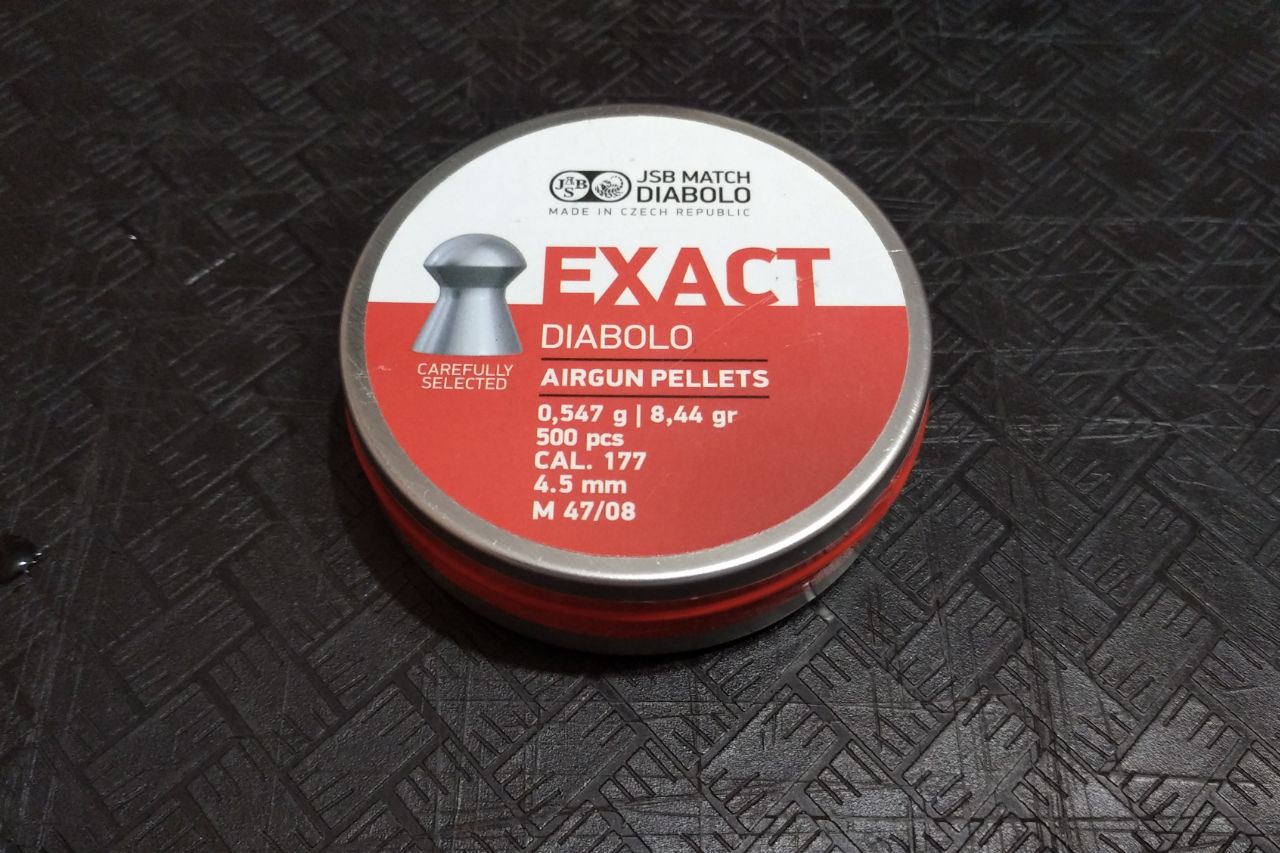 JSB
JSB MATCH
DIABOLO
MADE IN CZECH REPUBLIC
EXACT
DIABOLO
CAREFULLY
SELECTED
AIRGUN PELLETS
0,547 g | 8,44 gr
500 pcs
CAL. 177
4.5 mm
M 47/08